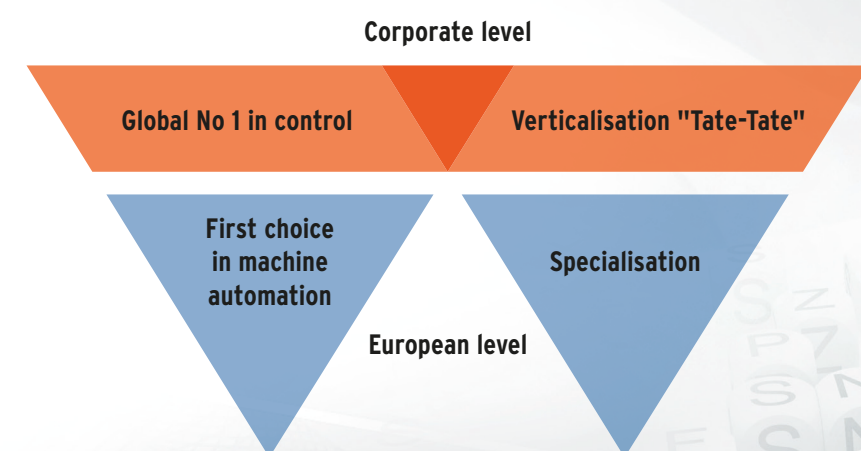 Corporate level
Global No 1 in control
Verticalisation "Tate-Tate"
First choice
in machine
automation
Specialisation
European level
S
Z
S
P
Z
S
N
S
N